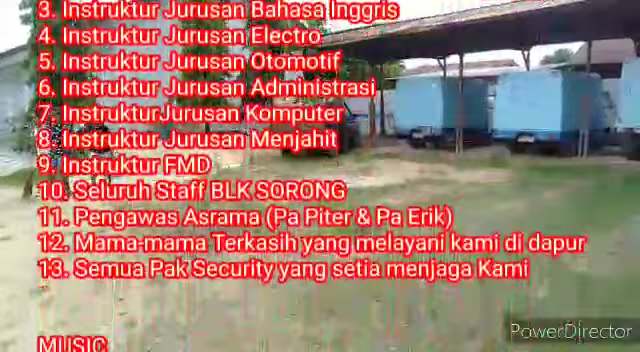 3. Instruktur Jurusan Bahasa Inggris
4. Instruktur Jurusan Electro
5. Instruktur Jurusan Otomotif
6. Instruktur Jurusan Administrasi
7. InstrukturJurusan Komputer
8. Instruktur Jurusan Menjahit
9. Instruktur FMD
10. Seluruh Staff BLK SORONG
11. Pengawas Asrama (Pa Piter & Pa Erik)
12. Mama-mama Terkasih yang melayani kami di dapur
13. Semua Pak Security yang setia menjaga Kami
MUSIC
PowerDirector